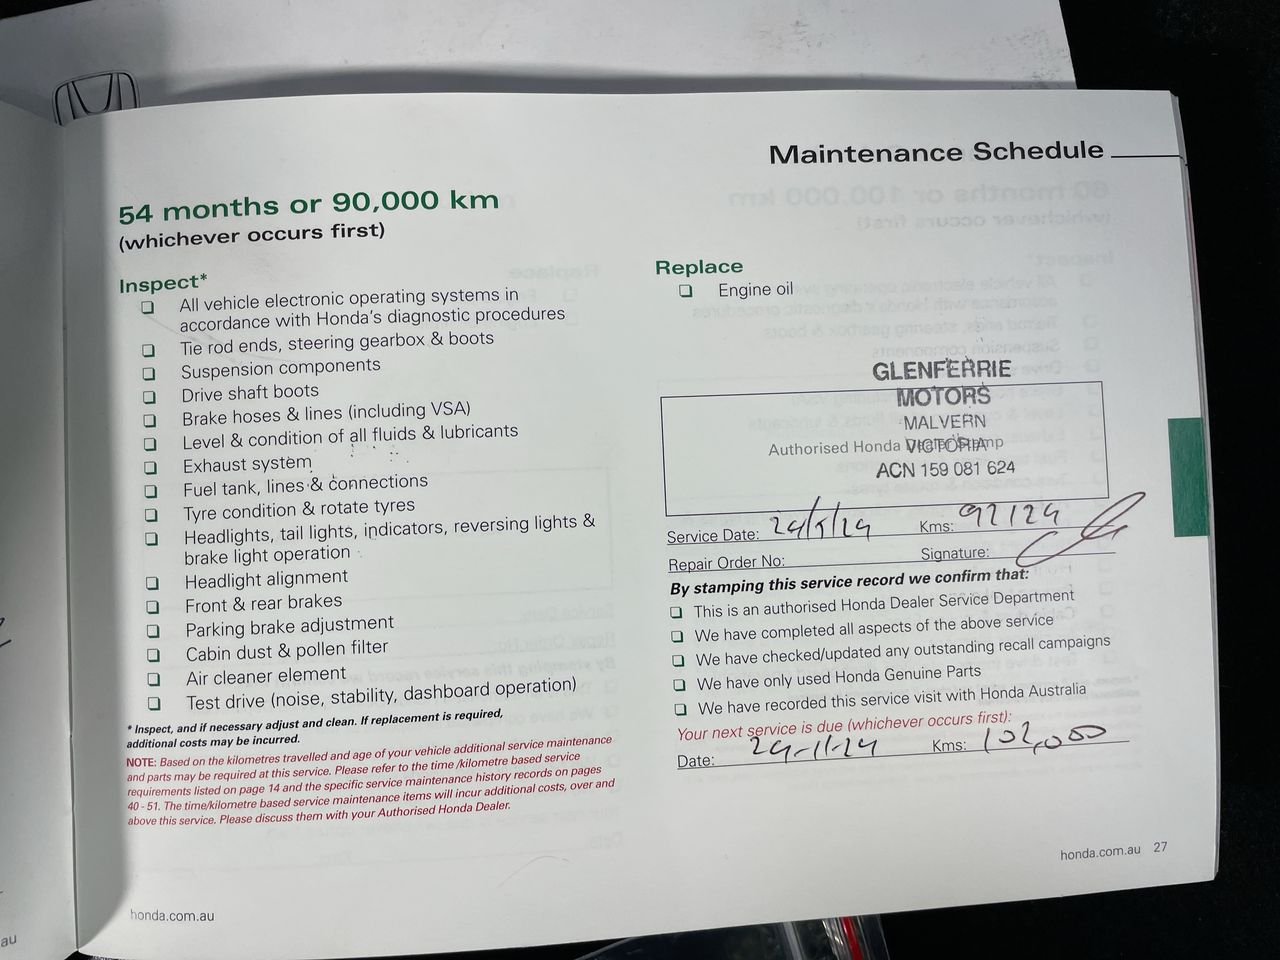 Maintenance Schedule
54 months or 90,000 km
(whichever occurs first)
Inspect*
❏ All vehicle electronic operating systems in
accordance with Honda's diagnostic procedures
❏ Tie rod ends, steering gearbox & boots
❏ Suspension components
❏ Drive shaft boots
❏ Brake hoses & lines (including VSA)
❏ Level & condition of all fluids & lubricants
❏ Exhaust system
❏ Fuel tank, lines & connections
❏ Tyre condition & rotate tyres
❏ Headlights, tail lights, indicators, reversing lights &
brake light operation
❏ Headlight alignment
❏ Front & rear brakes
❏ Parking brake adjustment
❏ Cabin dust & pollen filter
❏ Air cleaner element
❏ Test drive (noise, stability, dashboard operation)
* Inspect, and if necessary adjust and clean. If replacement is required,
additional costs may be incurred.
NOTE: Based on the kilometres travelled and age of your vehicle additional service maintenance
and parts may be required at this service. Please refer to the time /kilometre based service
requirements listed on page 14 and the specific service maintenance history records on pages
40 - 51. The time/kilometre based service maintenance items will incur additional costs, over and
above this service. Please discuss them with your Authorised Honda Dealer.
honda.com.au
Replace
❏ Engine oil
GLENFERRIE
MOTORS
MALVERN
Authorised Honda Dealer Stamp
VICTORIA
ACN 159 081 624
Service Date: 29/5/24 Kms: 92124
Repair Order No: Signature:
By stamping this service record we confirm that:
❏ This is an authorised Honda Dealer Service Department
❏ We have completed all aspects of the above service
❏ We have checked/updated any outstanding recall campaigns
❏ We have only used Honda Genuine Parts
❏ We have recorded this service visit with Honda Australia
Your next service is due (whichever occurs first):
Date: 29-11-24 Kms: 102,000
honda.com.au 27
au